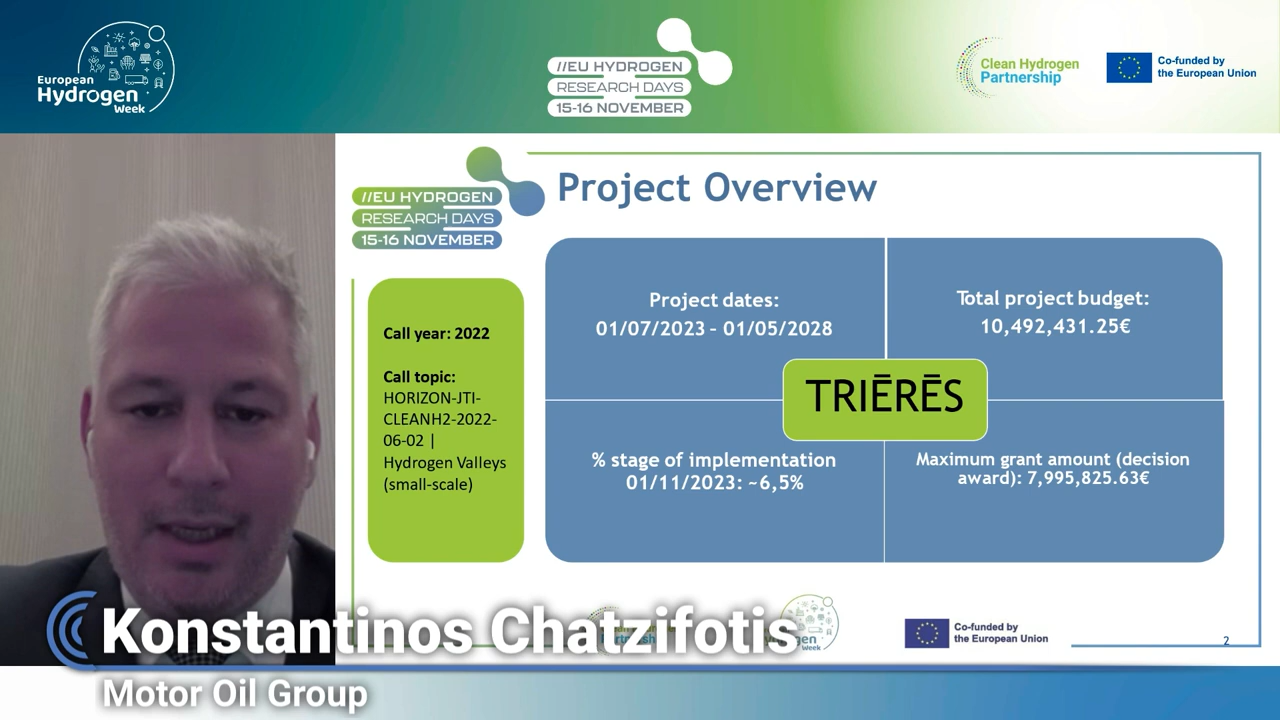 European
Hydrogen
Week
//EU HYDROGEN
RESEARCH DAYS
15-16 NOVEMBER
Clean Hydrogen
Partnership
Co-funded by
the European Union
//EU HYDROGEN
RESEARCH DAYS
15-16 NOVEMBER
Project Overview
Call year: 2022
Call topic:
HORIZON-JTI-
CLEANH2-2022-
06-02 |
Hydrogen Valleys
(small-scale)
Project dates:
01/07/2023 – 01/05/2028
Total project budget:
10,492,431.25€
TRIĒRĒS
% stage of implementation
01/11/2023: ~6,5%
Maximum grant amount (decision
award): 7,995,825.63€
Co-funded by
the European Union
2
Konstantinos Chatzifotis
Motor Oil Group